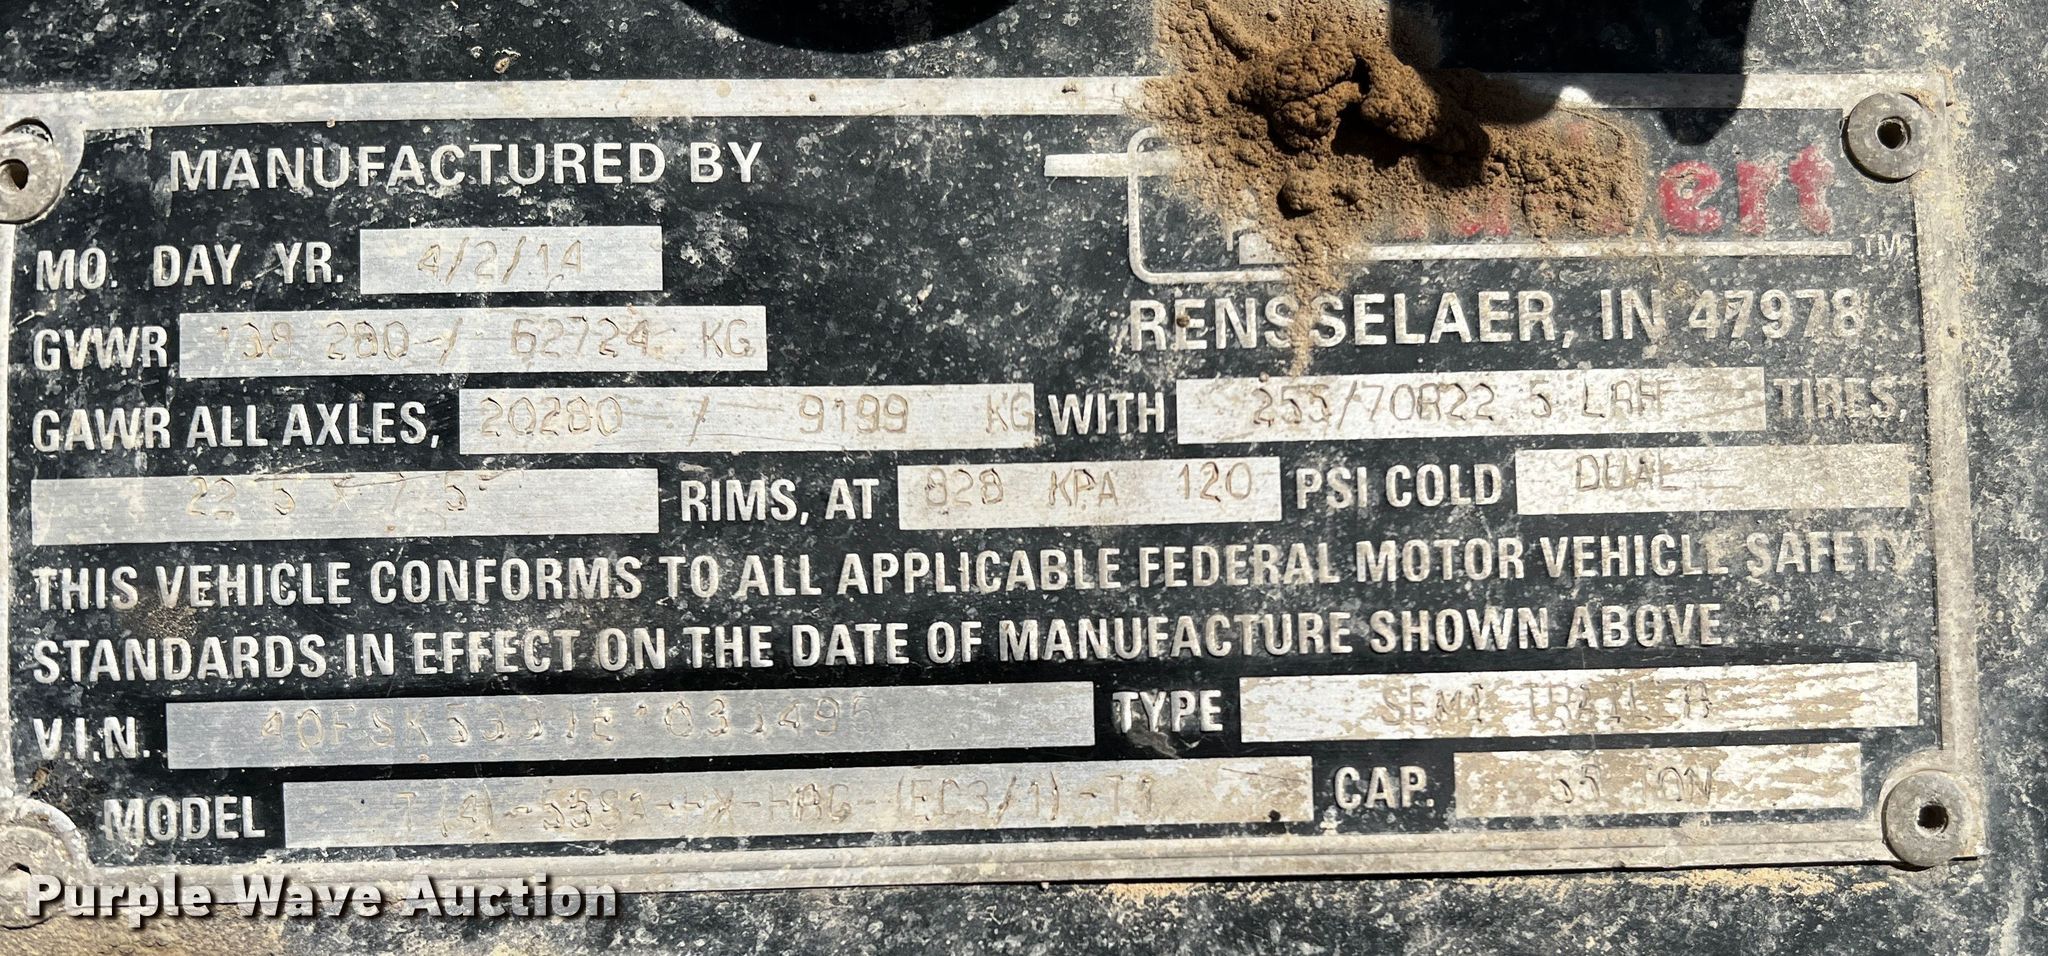 MANUFACTURED BY
MO. DAY YR. 4/2/14
GVWR 138 280 / 62724 KG
RENSSELAER, IN 47978
GAWR ALL AXLES, 20280 / 9199 KG WITH 255/70R22 5 LRH TIRES,
22 5 X 7 5 RIMS, AT 828 KPA 120 PSI COLD DUAL
THIS VEHICLE CONFORMS TO ALL APPLICABLE FEDERAL MOTOR VEHICLE SAFETY
STANDARDS IN EFFECT ON THE DATE OF MANUFACTURE SHOWN ABOVE.
V.I.N. 40FSK5331E1033495 TYPE SEMI TRAILER
MODEL CAP. 55 TON
Purple Wave Auction